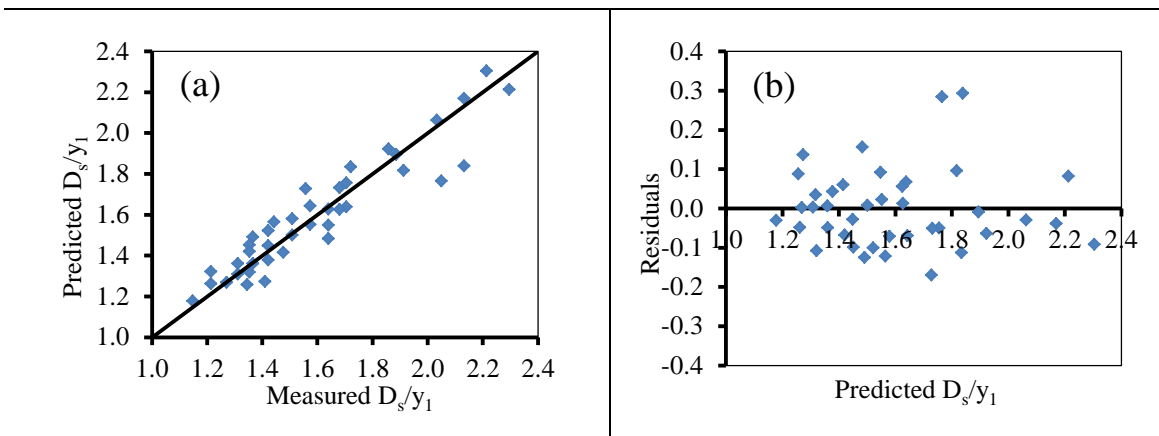 (a)
2.4
2.2
2.0
1.8
1.6
1.4
1.2
1.0
Predicted Ds/y1
1.0 1.2 1.4 1.6 1.8 2.0 2.2 2.4
Measured Ds/y1
(b)
0.4
0.3
0.2
0.1
0.0
-0.1
-0.2
-0.3
-0.4
Residuals
1.0 1.2 1.4 1.6 1.8 2.0 2.2 2.4
Predicted Ds/y1